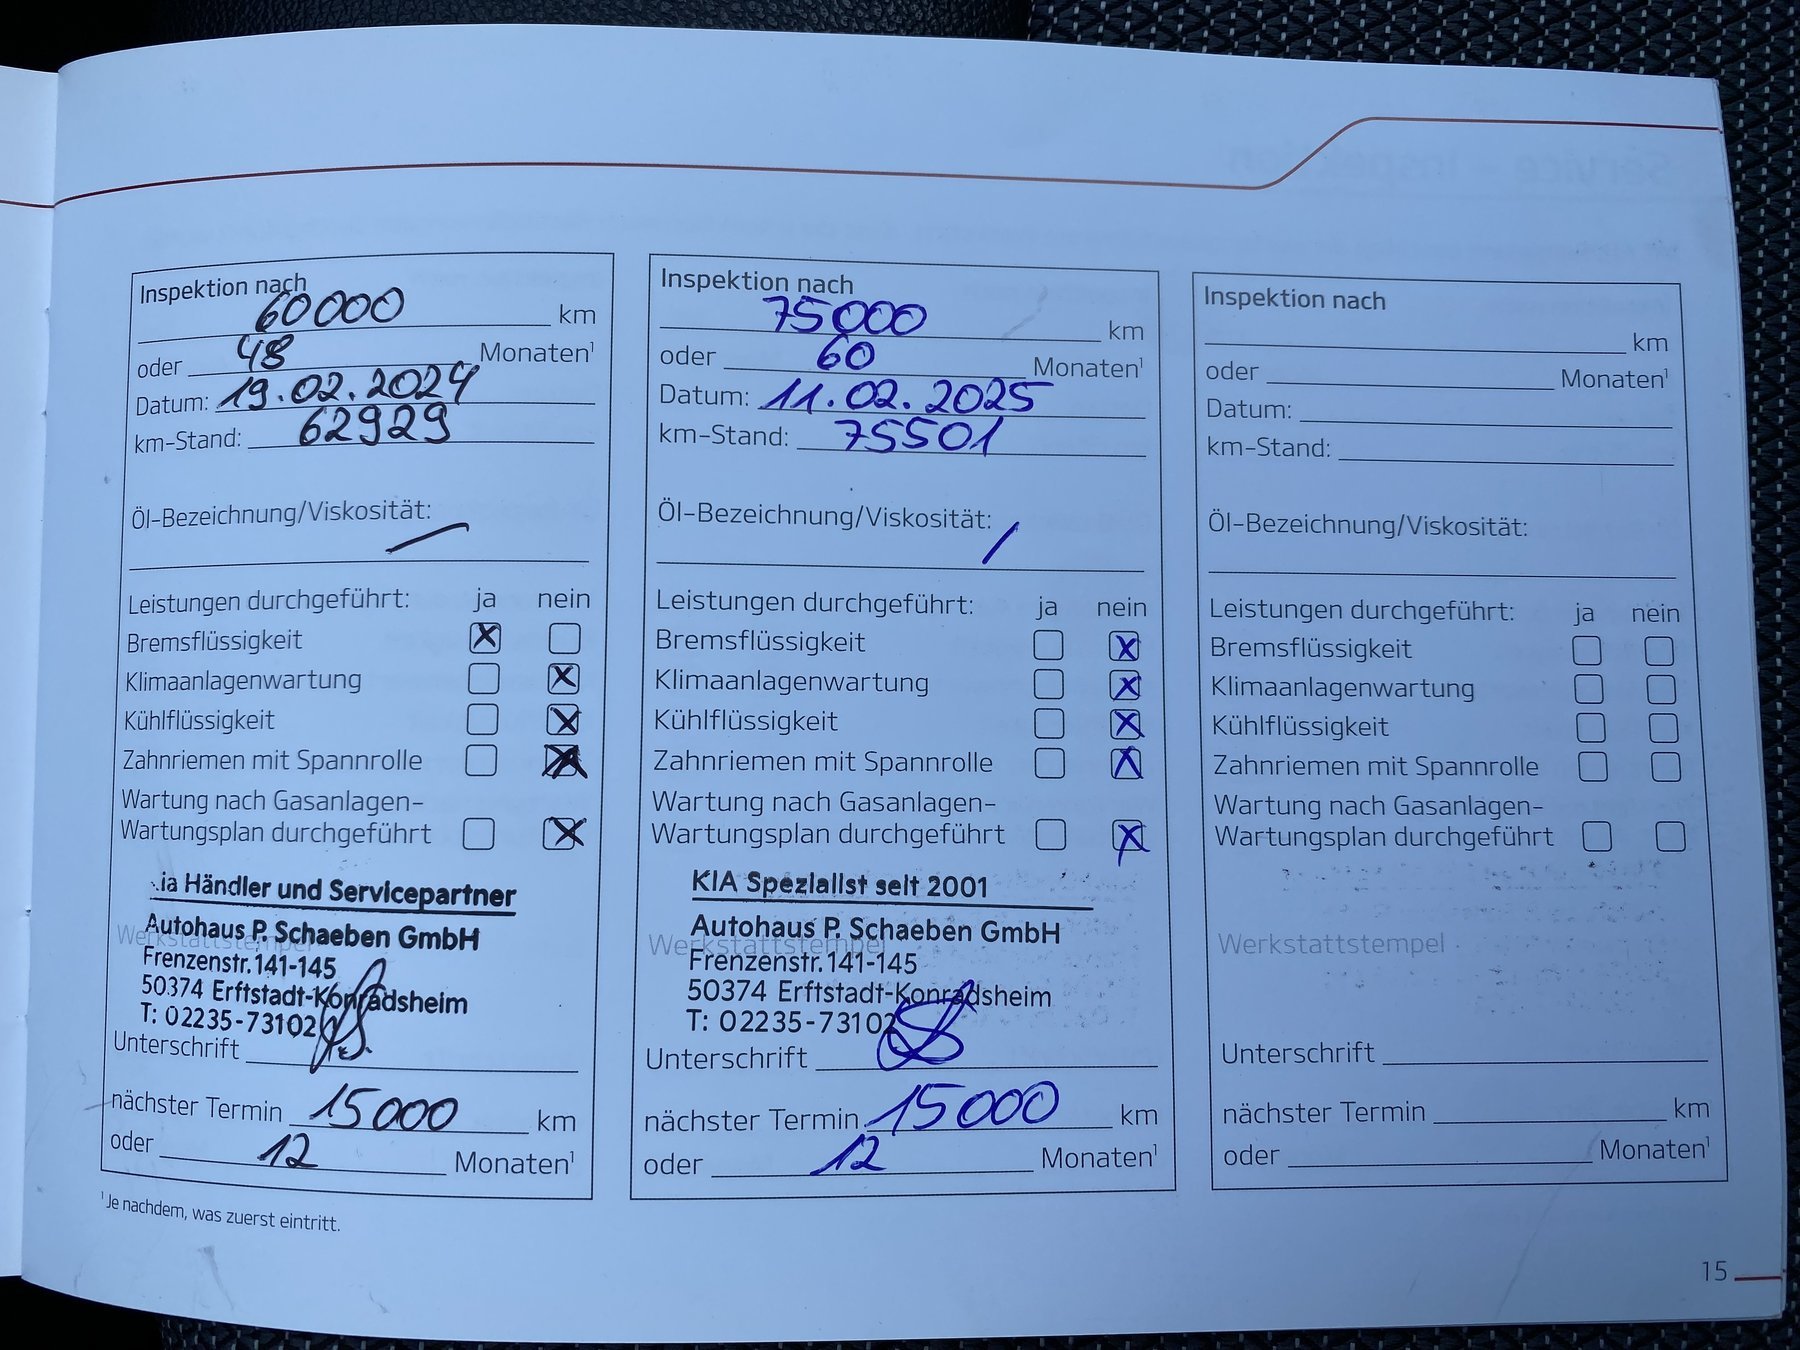 Inspektion nach
60000 km
oder 48 Monaten¹
Datum: 19.02.2024
km-Stand: 62929
Öl-Bezeichnung/Viskosität:
Leistungen durchgeführt: ja nein
Bremsflüssigkeit
Klimaanlagenwartung
Kühlflüssigkeit
Zahnriemen mit Spannrolle
Wartung nach Gasanlagen-
Wartungsplan durchgeführt
ia Händler und Servicepartner
Autohaus P. Schaeben GmbH
Werkstattstempel
Frenzenstr. 141-145
50374 Erftstadt-Konradsheim
T: 02235-73102
Unterschrift
nächster Termin 15000 km
oder 12 Monaten¹
¹Je nachdem, was zuerst eintritt.
Inspektion nach
75000 km
oder 60 Monaten¹
Datum: 11.02.2025
km-Stand: 75501
Öl-Bezeichnung/Viskosität:
Leistungen durchgeführt: ja nein
Bremsflüssigkeit
Klimaanlagenwartung
Kühlflüssigkeit
Zahnriemen mit Spannrolle
Wartung nach Gasanlagen-
Wartungsplan durchgeführt
KIA Spezialist seit 2001
Autohaus P. Schaeben GmbH
Werkstattstempel
Frenzenstr. 141-145
50374 Erftstadt-Konradsheim
T: 02235-73102
Unterschrift
nächster Termin 15000 km
oder 12 Monaten¹
Inspektion nach
km
oder Monaten¹
Datum:
km-Stand:
Öl-Bezeichnung/Viskosität:
Leistungen durchgeführt: ja nein
Bremsflüssigkeit
Klimaanlagenwartung
Kühlflüssigkeit
Zahnriemen mit Spannrolle
Wartung nach Gasanlagen-
Wartungsplan durchgeführt
Werkstattstempel
Unterschrift
nächster Termin km
oder Monaten¹
15